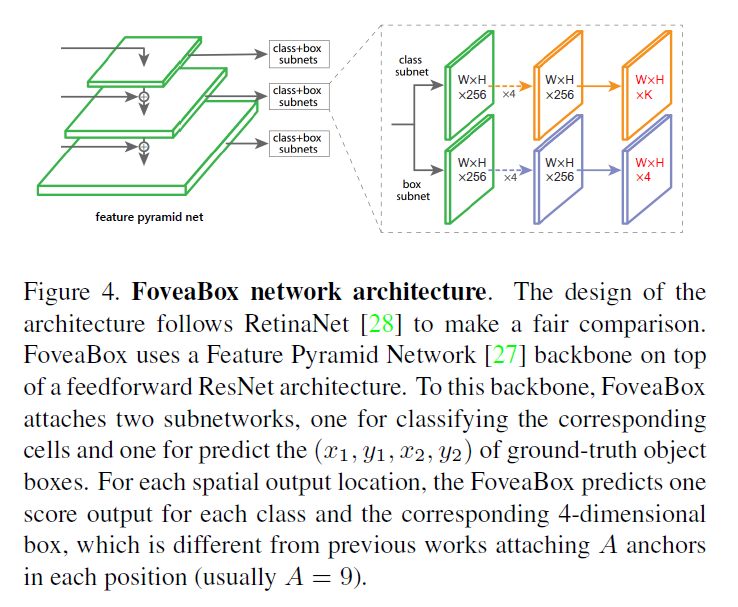 class+box
subnets
class+box
subnets
class+box
subnets
feature pyramid net
class
subnet
W×H
×256
×4
W×H
×256
W×H
×K
box
subnet
W×H
×256
×4
W×H
×256
W×H
×4
Figure 4. FoveaBox network architecture. The design of the
architecture follows RetinaNet [28] to make a fair comparison.
FoveaBox uses a Feature Pyramid Network [27] backbone on top
of a feedforward ResNet architecture. To this backbone, FoveaBox
attaches two subnetworks, one for classifying the corresponding
cells and one for predict the (x₁, y₁, x₂, y₂) of ground-truth object
boxes. For each spatial output location, the FoveaBox predicts one
score output for each class and the corresponding 4-dimensional
box, which is different from previous works attaching A anchors
in each position (usually A = 9).